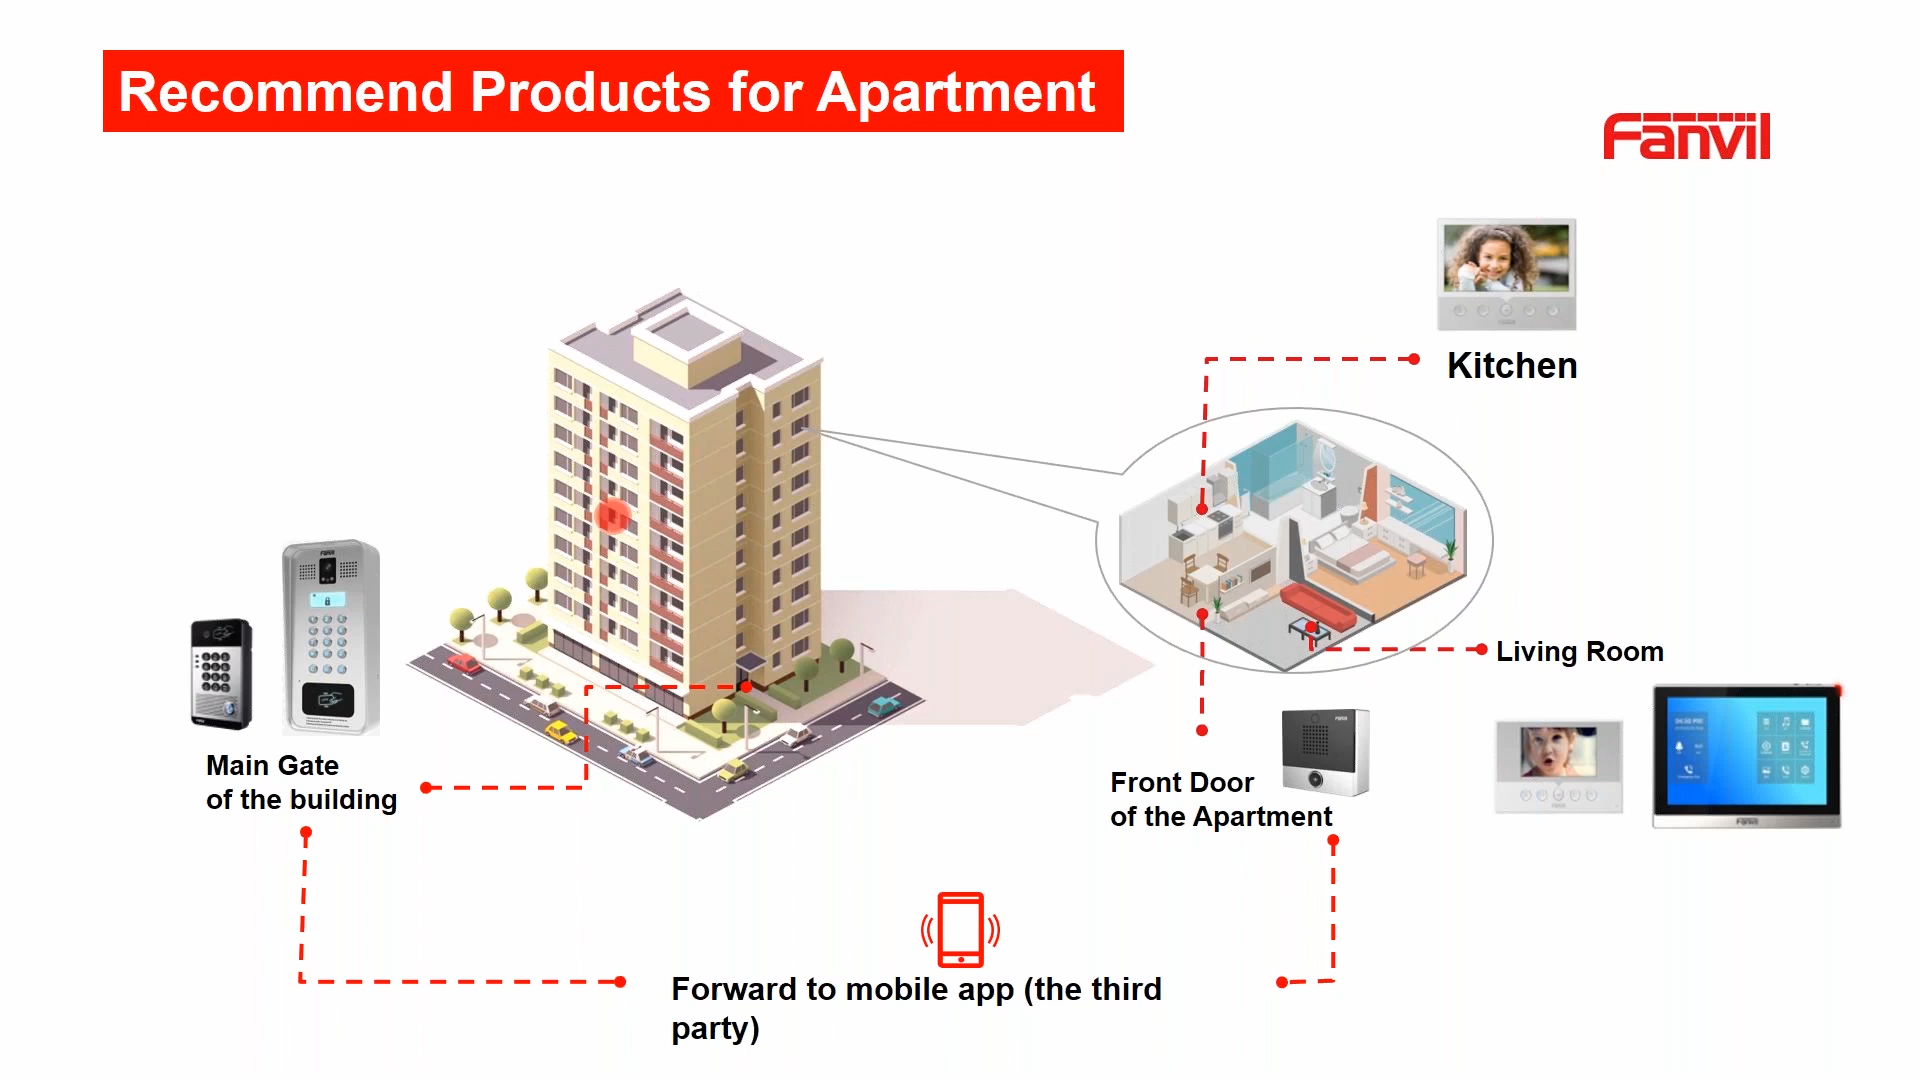 Recommend Products for Apartment
Fanvil
Kitchen
Living Room
Main Gate
of the building
Front Door
of the Apartment
Forward to mobile app (the third
party)